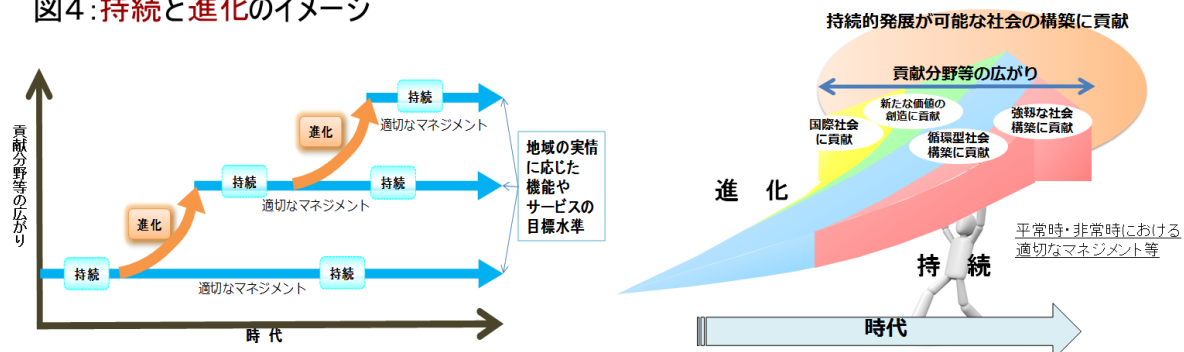 図4:持続と進化のイメージ
貢献分野等の広がり
持続
適切なマネジメント
進化
持続
適切なマネジメント
持続
進化
持続
適切なマネジメント
持続
時 代
地域の実情
に応じた
機能や
サービスの
目標水準
持続的発展が可能な社会の構築に貢献
貢献分野等の広がり
国際社会
に貢献
新たな価値の
創造に貢献
循環型社会
構築に貢献
強靱な社会
構築に貢献
進 化
持 続
平常時・非常時における
適切なマネジメント等
時代